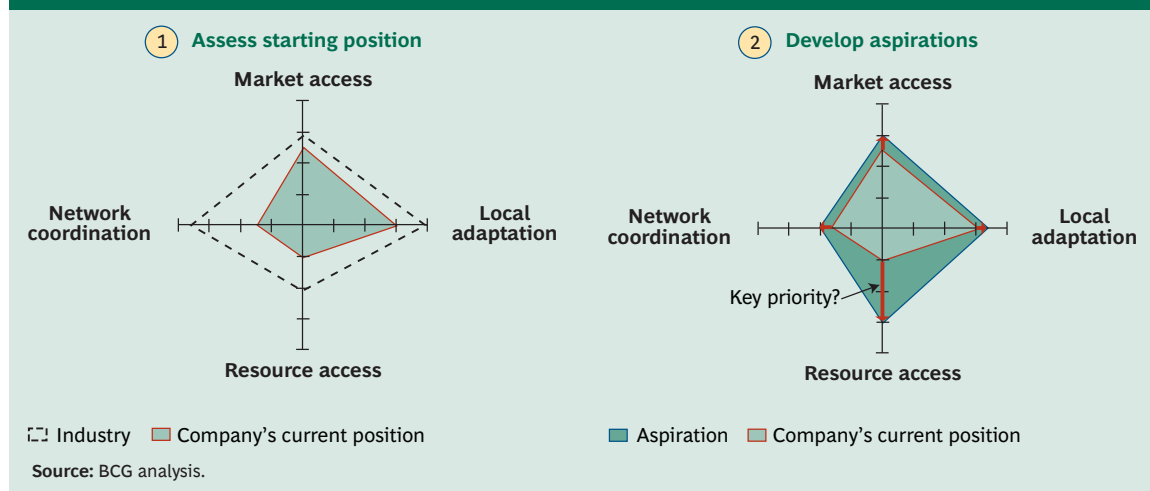 1 Assess starting position
Market access
Network
coordination
Local
adaptation
Resource access
Industry Company’s current position
2 Develop aspirations
Market access
Network
coordination
Local
adaptation
Key priority?
Resource access
Aspiration Company’s current position
Source: BCG analysis.